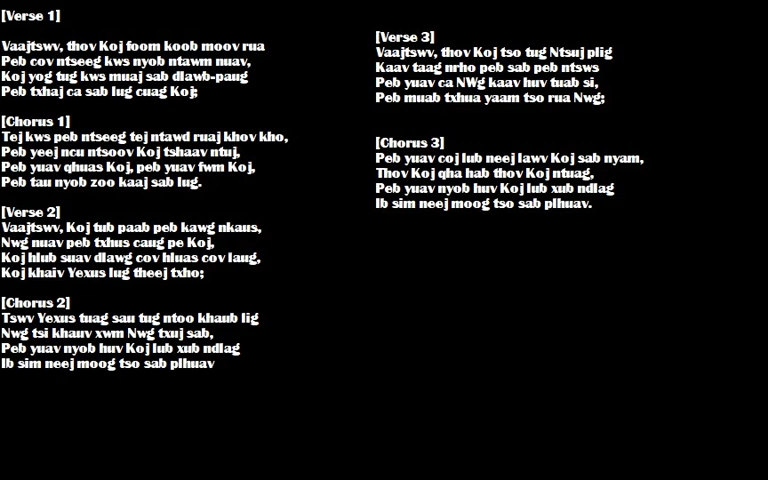 [Verse 1]
Vaajtswv, thov Koj foom koob moov rua
Peb cov ntseeg kws nyob ntawm nuav,
Koj yog tug kws muaj sab dlawb-paug
Peb txhaj ca sab lug cuag Koj;
[Chorus 1]
Tej kws peb ntseeg tej ntawd ruaj khov kho,
Peb yeej ncu ntsoov Koj tshaav ntuj,
Peb yuav qhuas Koj, peb yuav fwm Koj,
Peb tau nyob zoo kaaj sab lug.
[Verse 2]
Vaajtswv, Koj tub paab peb kawg nkaus,
Nwg nuav peb txhus caug pe Koj,
Koj hlub suav dlawg cov hluas cov laug,
Koj khaiv Yexus lug theej txho;
[Chorus 2]
Tswv Yexus tuag sau tug ntoo khaub lig
Nwg tsi khauv xwm Nwg txuj sab,
Peb yuav nyob huv Koj lub xub ndlag
Ib sim neej moog tso sab plhuav
[Verse 3]
Vaajtswv, thov Koj tso tug Ntsuj plig
Kaav taag nrho peb sab peb ntsws
Peb yuav ca NWg kaav huv tuab si,
Peb muab txhua yaam tso rua Nwg;
[Chorus 3]
Peb yuav coj lub neej lawv Koj sab nyam,
Thov Koj qha hab thov Koj ntuag,
Peb yuav nyob huv Koj lub xub ndlag
Ib sim neej moog tso sab plhuav.